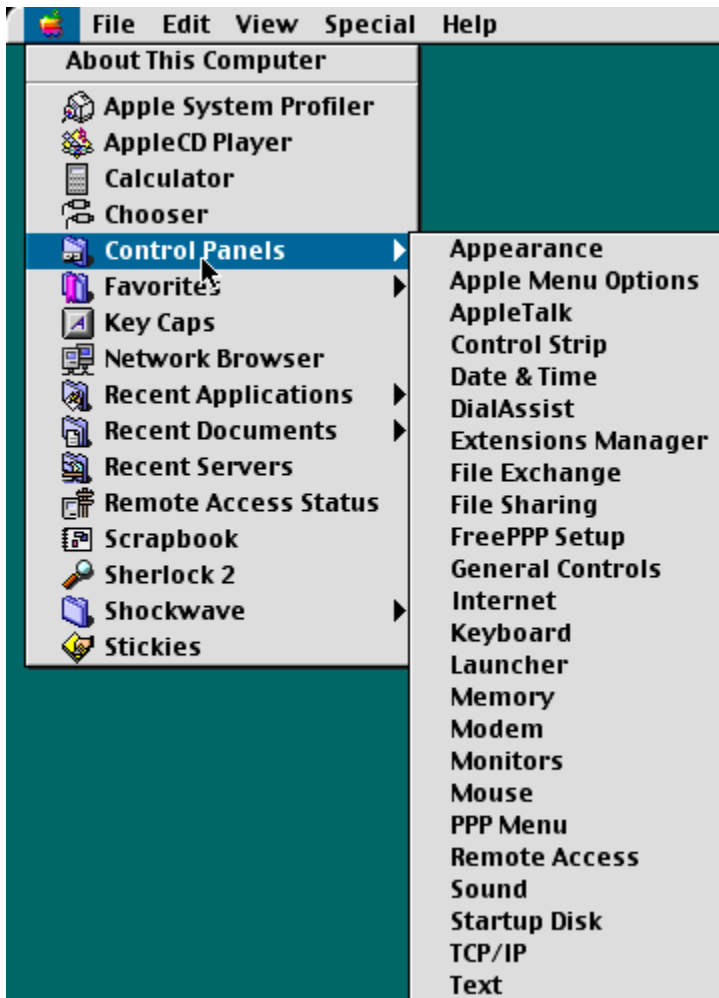 File Edit View Special Help
About This Computer
Apple System Profiler
AppleCD Player
Calculator
Chooser
Control Panels
Favorites
Key Caps
Network Browser
Recent Applications
Recent Documents
Recent Servers
Remote Access Status
Scrapbook
Sherlock 2
Shockwave
Stickies
Appearance
Apple Menu Options
AppleTalk
Control Strip
Date & Time
DialAssist
Extensions Manager
File Exchange
File Sharing
FreePPP Setup
General Controls
Internet
Keyboard
Launcher
Memory
Modem
Monitors
Mouse
PPP Menu
Remote Access
Sound
Startup Disk
TCP/IP
Text